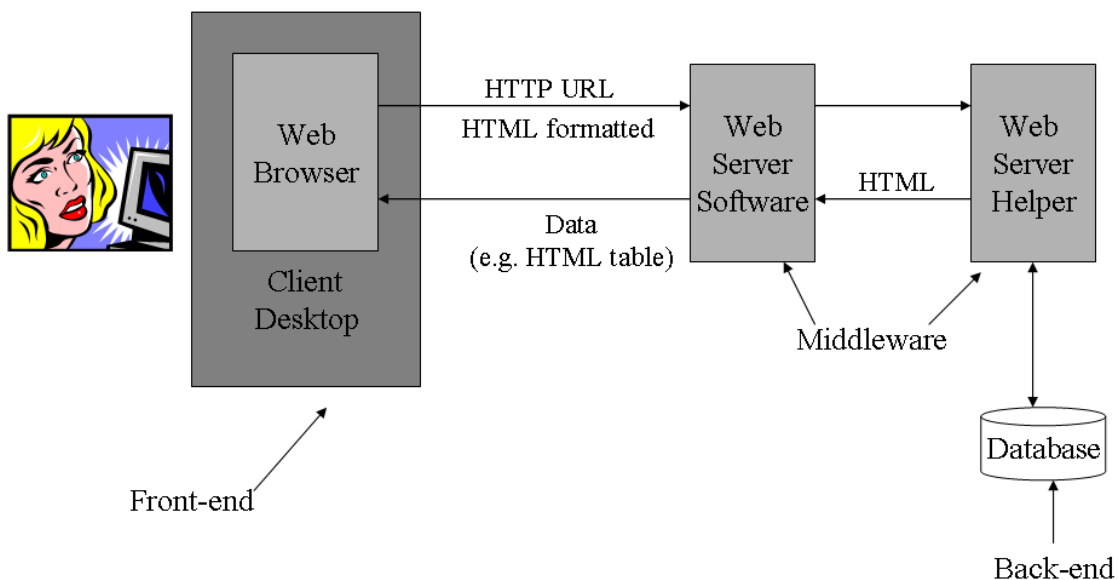 Web
Browser
Client
Desktop
HTTP URL
HTML formatted
Data
(e.g. HTML table)
Web
Server
Software
HTML
Web
Server
Helper
Middleware
Database
Front-end
Back-end